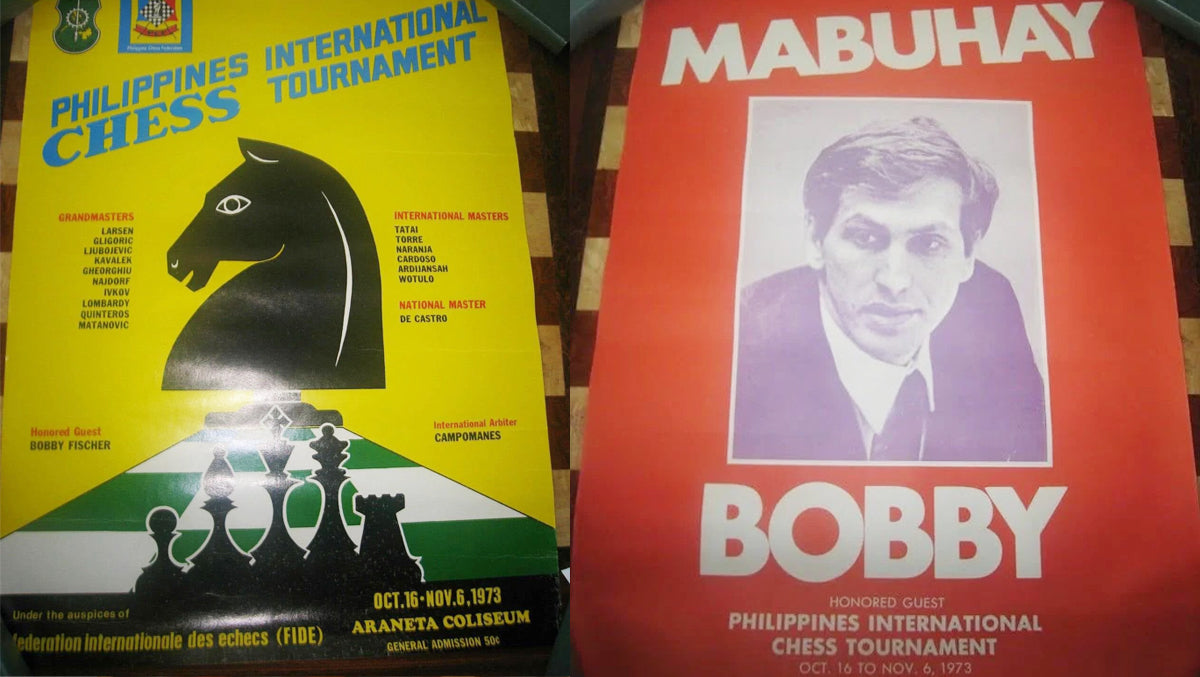 Philippine Chess Federation
PHILIPPINES INTERNATIONAL
CHESS TOURNAMENT
GRANDMASTERS
LARSEN
GLIGORIC
LJUBOJEVIC
KAVALEK
GHEORGHIU
NAJDORF
IVKOV
LOMBARDY
QUINTEROS
MATANOVIC
INTERNATIONAL MASTERS
TATAI
TORRE
NARANJA
CARDOSO
ARDIJANSAH
WOTULO
NATIONAL MASTER
DE CASTRO
Honored Guest
BOBBY FISCHER
International Arbiter
CAMPOMANES
Under the auspices of
federation internationale des echecs (FIDE)
OCT.16·NOV.6,1973
ARANETA COLISEUM
GENERAL ADMISSION 50¢
MABUHAY
BOBBY
HONORED GUEST
PHILIPPINES INTERNATIONAL
CHESS TOURNAMENT
OCT. 16 TO NOV. 6, 1973